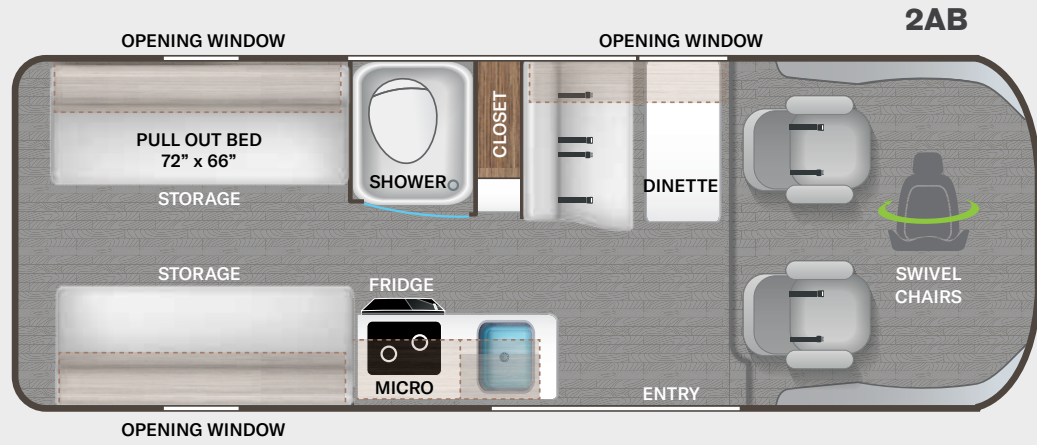 2AB
OPENING WINDOW
OPENING WINDOW
PULL OUT BED
72” x 66”
STORAGE
SHOWER
CLOSET
DINETTE
STORAGE
FRIDGE
MICRO
SWIVEL
CHAIRS
ENTRY
OPENING WINDOW